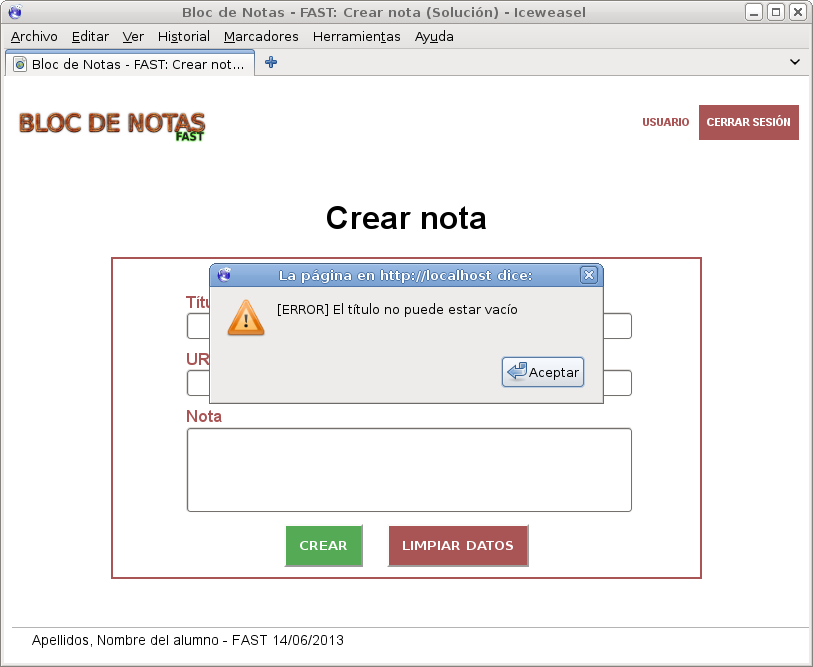 Bloc de Notas - FAST: Crear nota (Solución) - Iceweasel
Archivo Editar Ver Historial Marcadores Herramientas Ayuda
Bloc de Notas - FAST: Crear not...
BLOC DE NOTAS
FAST
USUARIO CERRAR SESIÓN
Crear nota
La página en http://localhost dice:
[ERROR] El título no puede estar vacío
Aceptar
Nota
CREAR LIMPIAR DATOS
Apellidos, Nombre del alumno - FAST 14/06/2013